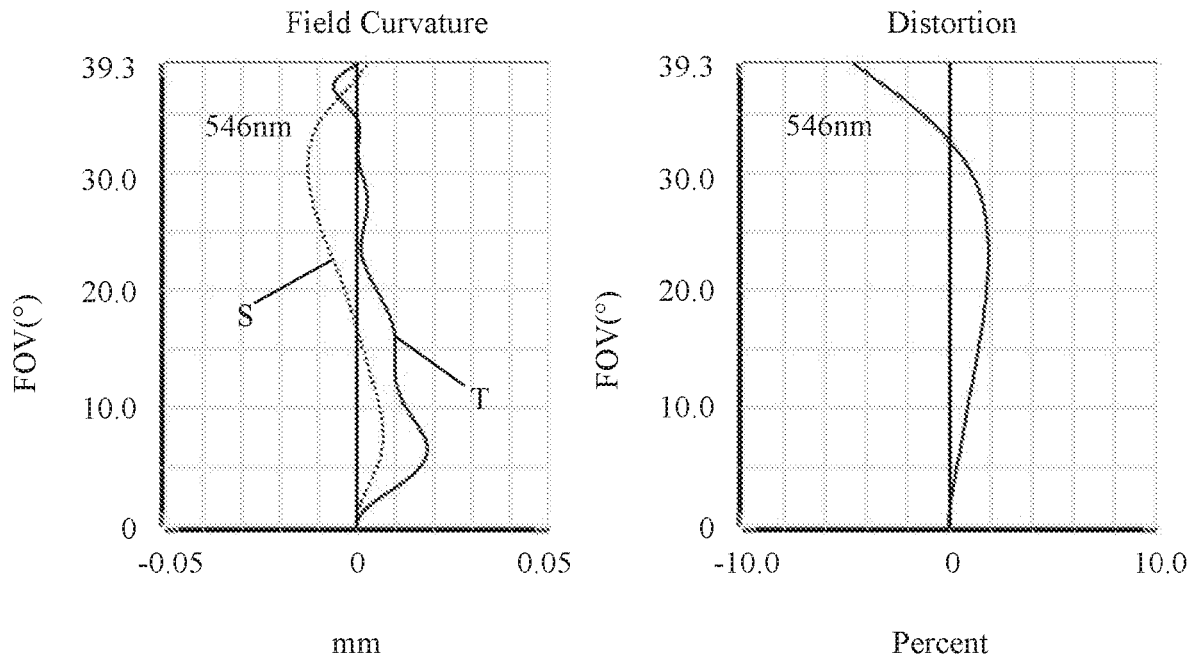 Field Curvature
39.3
546nm
30.0
20.0
S
FOV(°)
10.0
T
0
-0.05 0 0.05
mm
Distortion
39.3
546nm
30.0
20.0
FOV(°)
10.0
0
-10.0 0 10.0
Percent